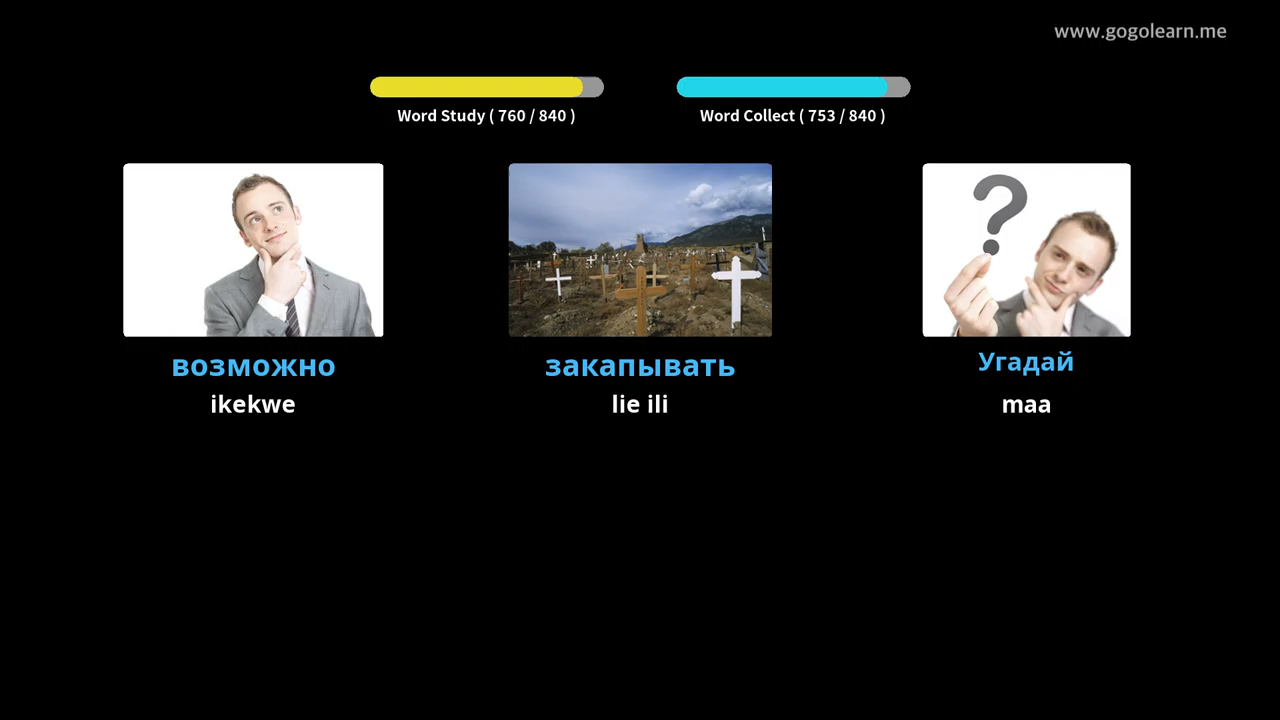 www.gogolearn.me
Word Study ( 760 / 840 )
Word Collect ( 753 / 840 )
возможно
ikekwe
закапывать
lie ili
Угадай
maa